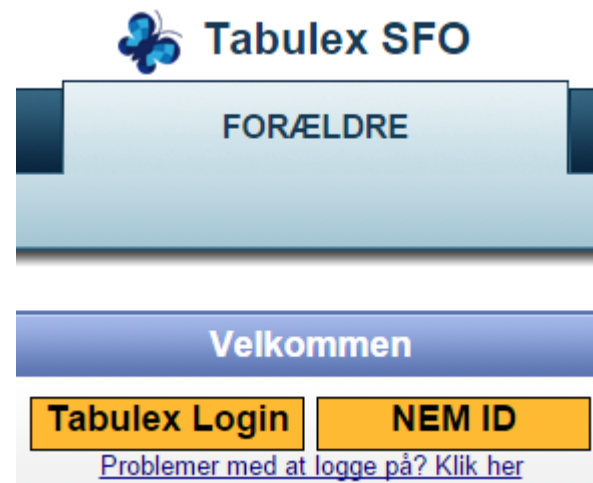 Tabulex SFO
FORÆLDRE
Velkommen
Tabulex Login NEM ID
Problemer med at logge på? Klik her